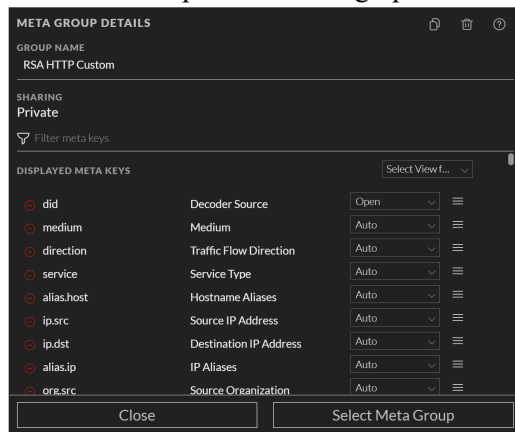 META GROUP DETAILS
GROUP NAME
RSA HTTP Custom
SHARING
Private
Filter meta keys
DISPLAYED META KEYS Select View f...
did Decoder Source Open
medium Medium Auto
direction Traffic Flow Direction Auto
service Service Type Auto
alias.host Hostname Aliases Auto
ip.src Source IP Address Auto
ip.dst Destination IP Address Auto
alias.ip IP Aliases Auto
org.src Source Organization Auto
Close Select Meta Group